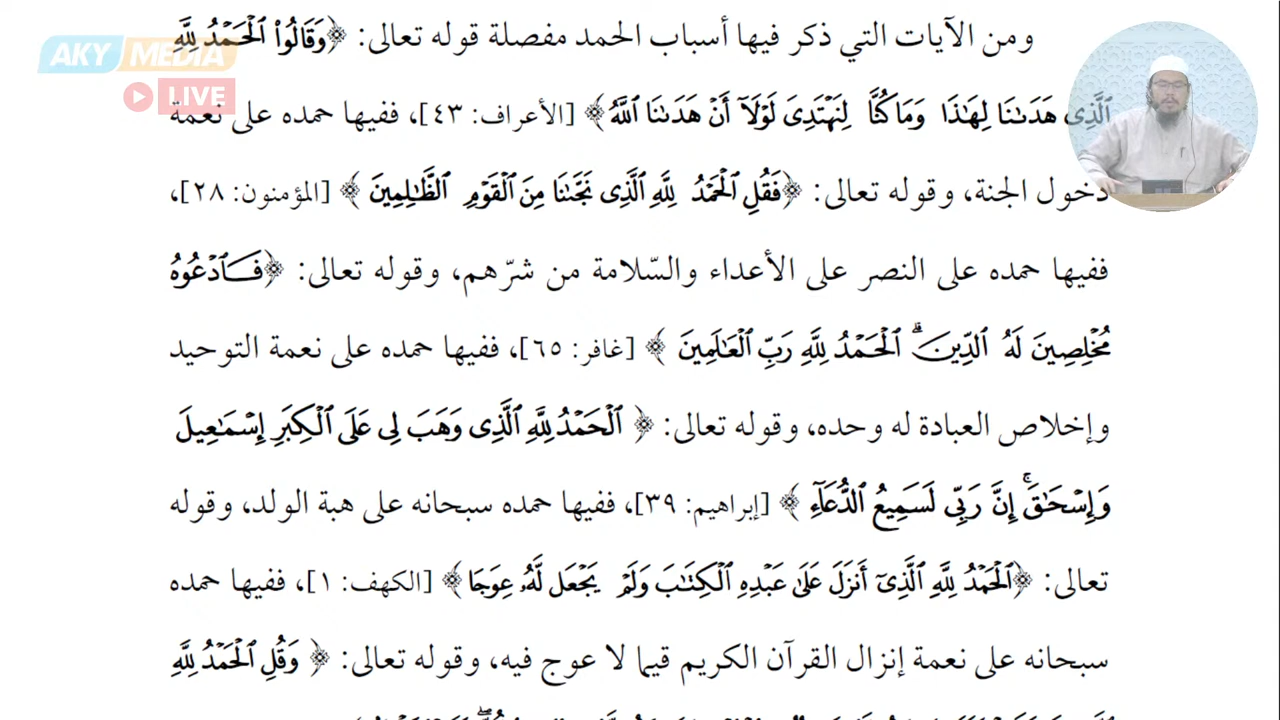 AKY MEDIA
LIVE
ومن الآيات التي ذكر فيها أسباب الحمد مفصلة قوله تعالى: ﴿وَقَالُوا۟ ٱلْحَمْدُ لِلَّهِ
ٱلَّذِى هَدَىٰنَا لِهَٰذَا وَمَا كُنَّا لِنَهْتَدِىَ لَوْلَآ أَنْ هَدَىٰنَا ٱللَّهُ﴾ [الأعراف: ٤٣]، ففيها حمده على نعمة
دخول الجنة، وقوله تعالى: ﴿فَقُلِ ٱلْحَمْدُ لِلَّهِ ٱلَّذِى نَجَّىٰنَا مِنَ ٱلْقَوْمِ ٱلظَّٰلِمِينَ﴾ [المؤمنون: ٢٨]،
ففيها حمده على النصر على الأعداء والسّلامة من شرّهم، وقوله تعالى: ﴿فَٱدْعُوهُ
مُخْلِصِينَ لَهُ ٱلدِّينَ ۗ ٱلْحَمْدُ لِلَّهِ رَبِّ ٱلْعَٰلَمِينَ﴾ [غافر: ٦٥]، ففيها حمده على نعمة التوحيد
وإخلاص العبادة له وحده، وقوله تعالى: ﴿ٱلْحَمْدُ لِلَّهِ ٱلَّذِى وَهَبَ لِى عَلَى ٱلْكِبَرِ إِسْمَٰعِيلَ
وَإِسْحَٰقَ ۚ إِنَّ رَبِّى لَسَمِيعُ ٱلدُّعَآءِ﴾ [إبراهيم: ٣٩]، ففيها حمده سبحانه على هبة الولد، وقوله
تعالى: ﴿ٱلْحَمْدُ لِلَّهِ ٱلَّذِىٓ أَنزَلَ عَلَىٰ عَبْدِهِ ٱلْكِتَٰبَ وَلَمْ يَجْعَل لَّهُۥ عِوَجَا﴾ [الكهف: ١]، ففيها حمده
سبحانه على نعمة إنزال القرآن الكريم قيما لا عوج فيه، وقوله تعالى: ﴿وَقُلِ ٱلْحَمْدُ لِلَّهِ